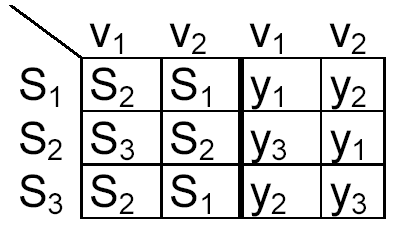 v₁ v₂ v₁ v₂
S₁ S₂ S₁ y₁ y₂
S₂ S₃ S₂ y₃ y₁
S₃ S₂ S₁ y₂ y₃